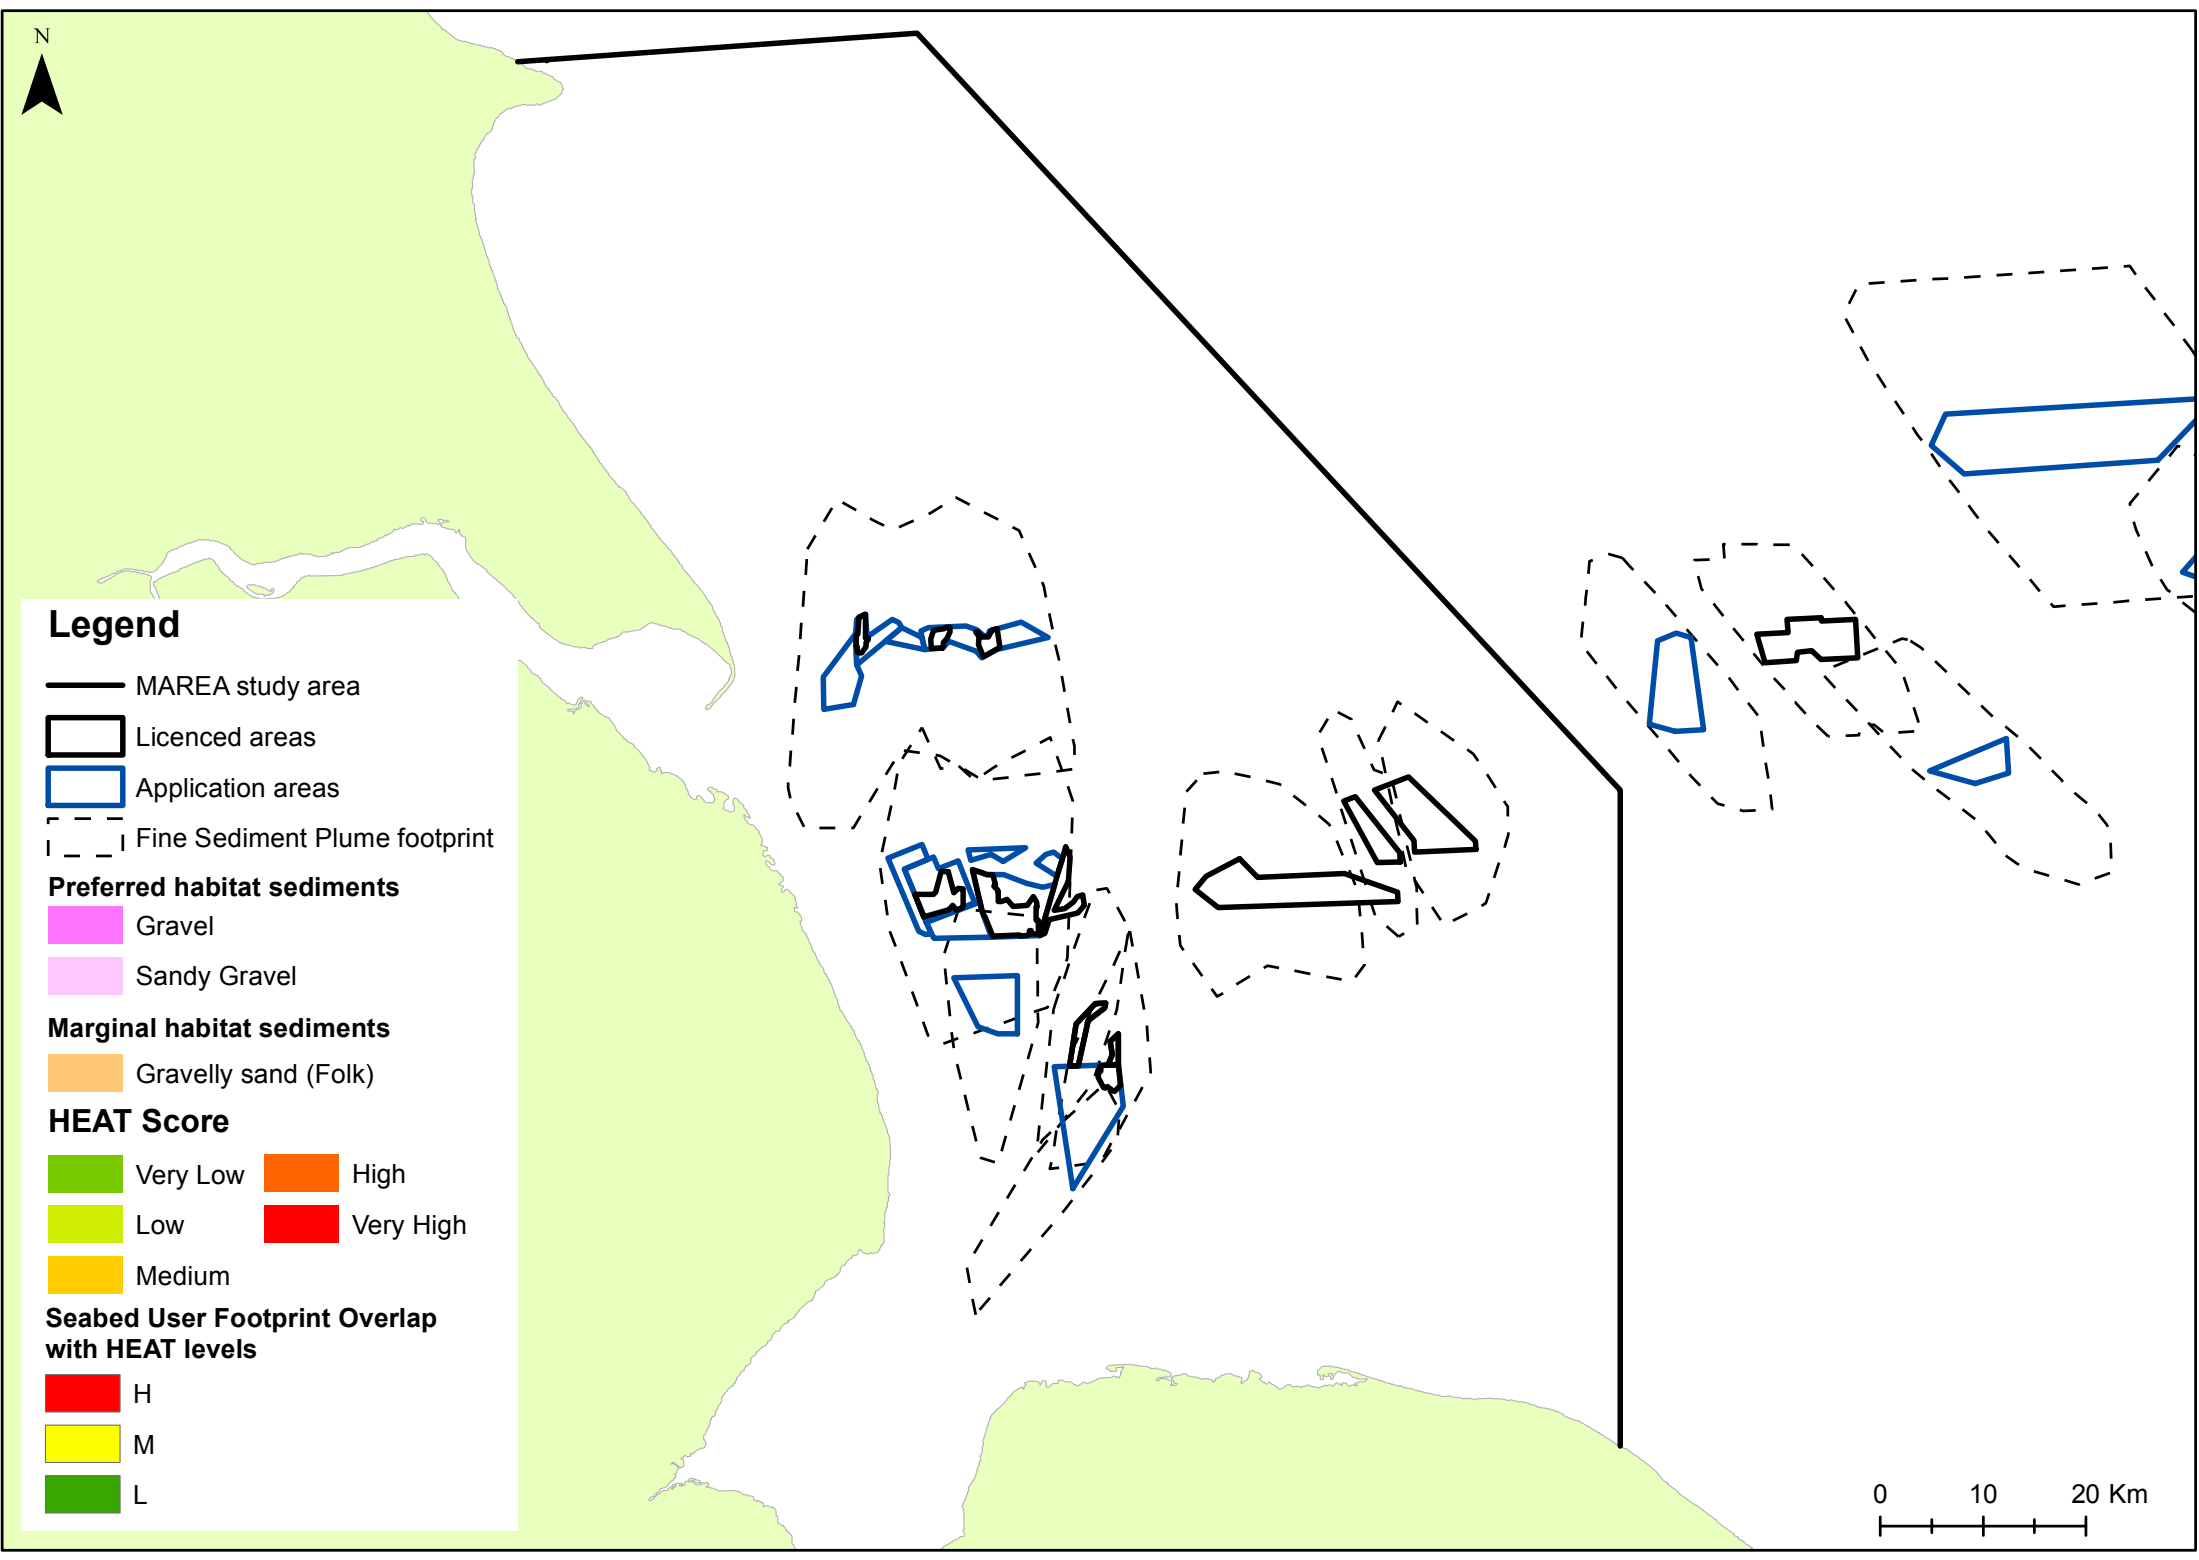 N
Legend
MAREA study area
Licenced areas
Application areas
Fine Sediment Plume footprint
Preferred habitat sediments
Gravel
Sandy Gravel
Marginal habitat sediments
Gravelly sand (Folk)
HEAT Score
Very Low High
Low Very High
Medium
Seabed User Footprint Overlap
with HEAT levels
H
M
L
0 10 20 Km